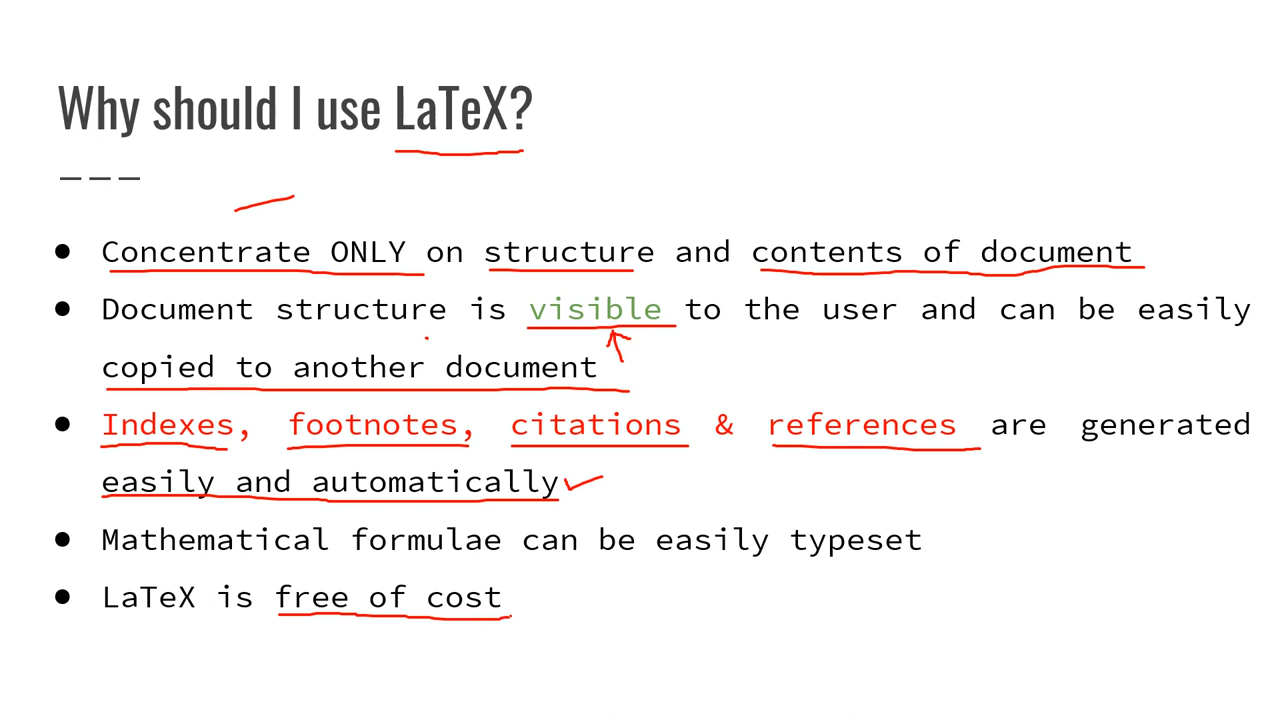 Why should I use LaTeX?
● Concentrate ONLY on structure and contents of document
● Document structure is visible to the user and can be easily
copied to another document
● Indexes, footnotes, citations & references are generated
easily and automatically
● Mathematical formulae can be easily typeset
● LaTeX is free of cost